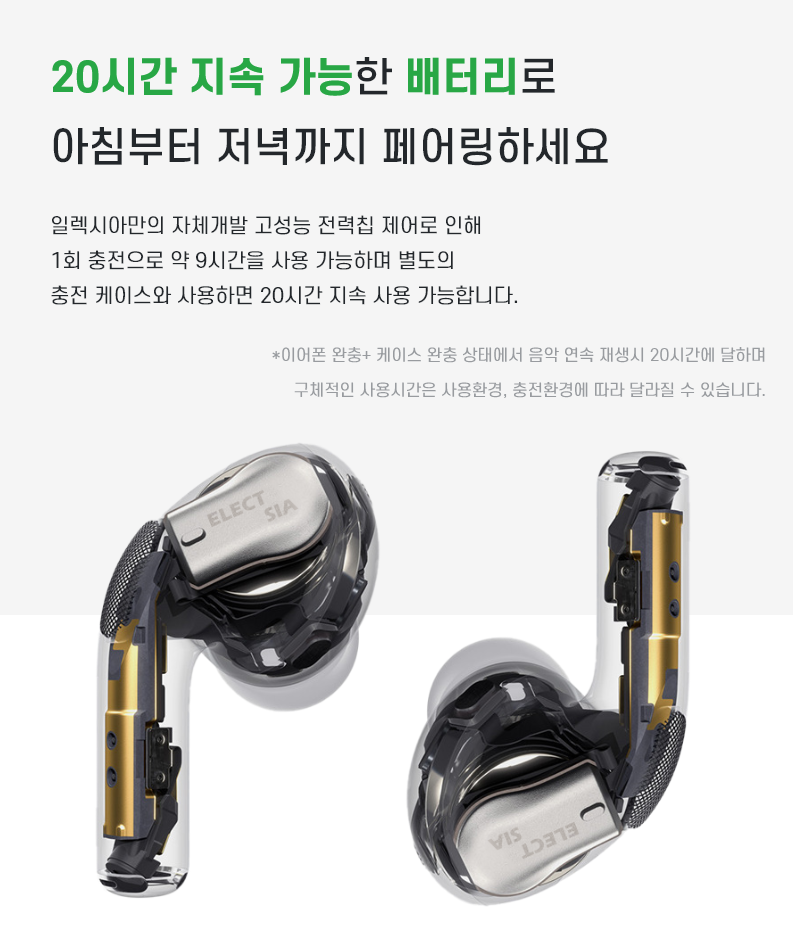 20시간 지속 가능한 배터리로
아침부터 저녁까지 페어링하세요
일렉시아만의 자체개발 고성능 전력칩 제어로 인해
1회 충전으로 약 9시간을 사용 가능하며 별도의
충전 케이스와 사용하면 20시간 지속 사용 가능합니다.
*이어폰 완충+ 케이스 완충 상태에서 음악 연속 재생시 20시간에 달하며
구체적인 사용시간은 사용환경, 충전환경에 따라 달라질 수 있습니다.
ELECT
SIA
ELECT
SIA